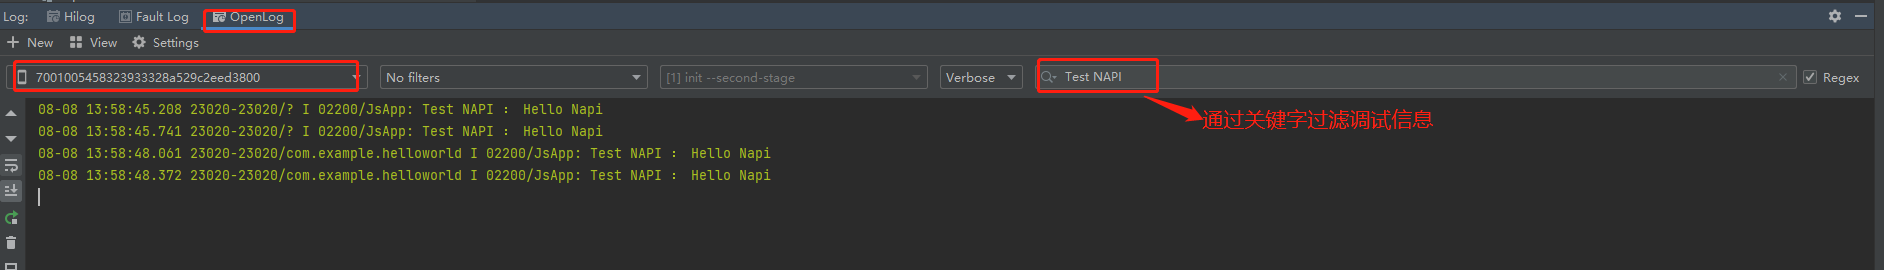 Log: Hilog Fault Log OpenLog
New View Settings
7001005458323933328a529c2eed3800 No filters [1] init --second-stage Verbose Test NAPI Regex
08-08 13:58:45.208 23020-23020/? I 02200/JsApp: Test NAPI : Hello Napi
通过关键字过滤调试信息
08-08 13:58:45.741 23020-23020/? I 02200/JsApp: Test NAPI : Hello Napi
08-08 13:58:48.061 23020-23020/com.example.helloworld I 02200/JsApp: Test NAPI : Hello Napi
08-08 13:58:48.372 23020-23020/com.example.helloworld I 02200/JsApp: Test NAPI : Hello Napi